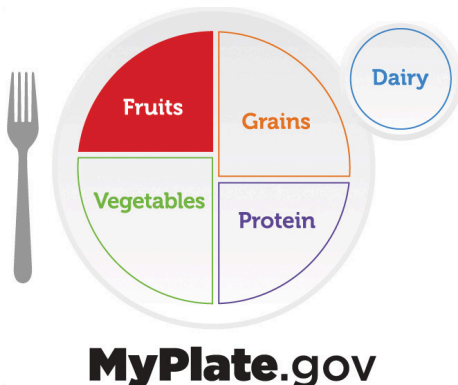 Fruits
Grains
Dairy
Vegetables
Protein
MyPlate.gov